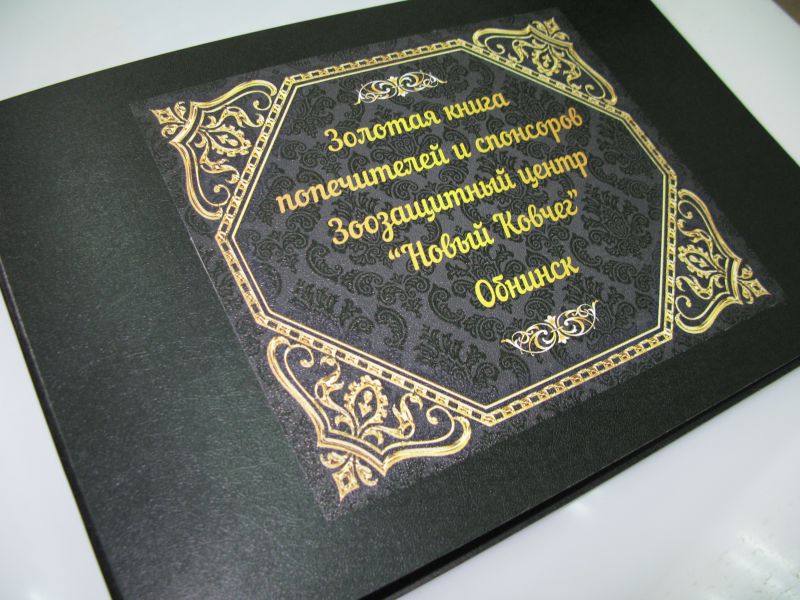 Золотая книга
попечителей и спонсоров
Зоозащитный центр
“Новый Ковчег”
Обнинск